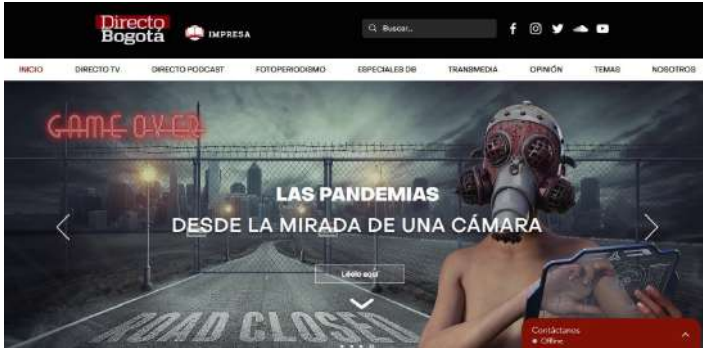 Directo
Bogotá
IMPRESA
Buscar...
INICIO DIRECTO TV DIRECTO PODCAST FOTOPERIODISMO ESPECIALES DB TRANSMEDIA OPINIÓN TEMAS NOSOTROS
GAME OVER
LAS PANDEMIAS
DESDE LA MIRADA DE UNA CÁMARA
Léelo aquí
ROAD CLOSED
Contáctanos
Offline